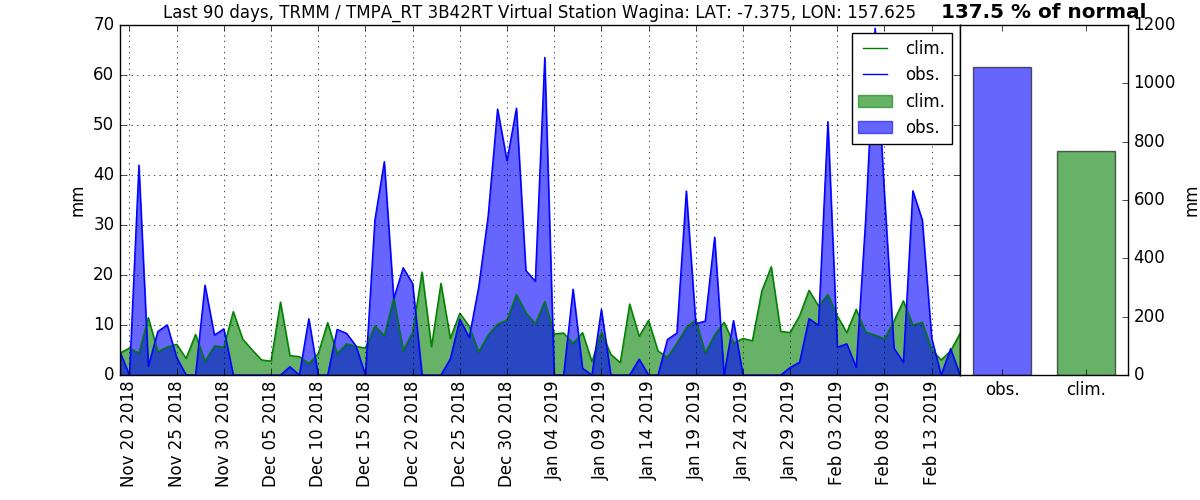 Last 90 days, TRMM / TMPA_RT 3B42RT Virtual Station Wagina: LAT: -7.375, LON: 157.625
137.5 % of normal
70
60
50
40
30
20
10
0
mm
clim.
obs.
clim.
obs.
1200
1000
800
600
400
200
0
mm
obs.
clim.
Nov 20 2018
Nov 25 2018
Nov 30 2018
Dec 05 2018
Dec 10 2018
Dec 15 2018
Dec 20 2018
Dec 25 2018
Dec 30 2018
Jan 04 2019
Jan 09 2019
Jan 14 2019
Jan 19 2019
Jan 24 2019
Jan 29 2019
Feb 03 2019
Feb 08 2019
Feb 13 2019